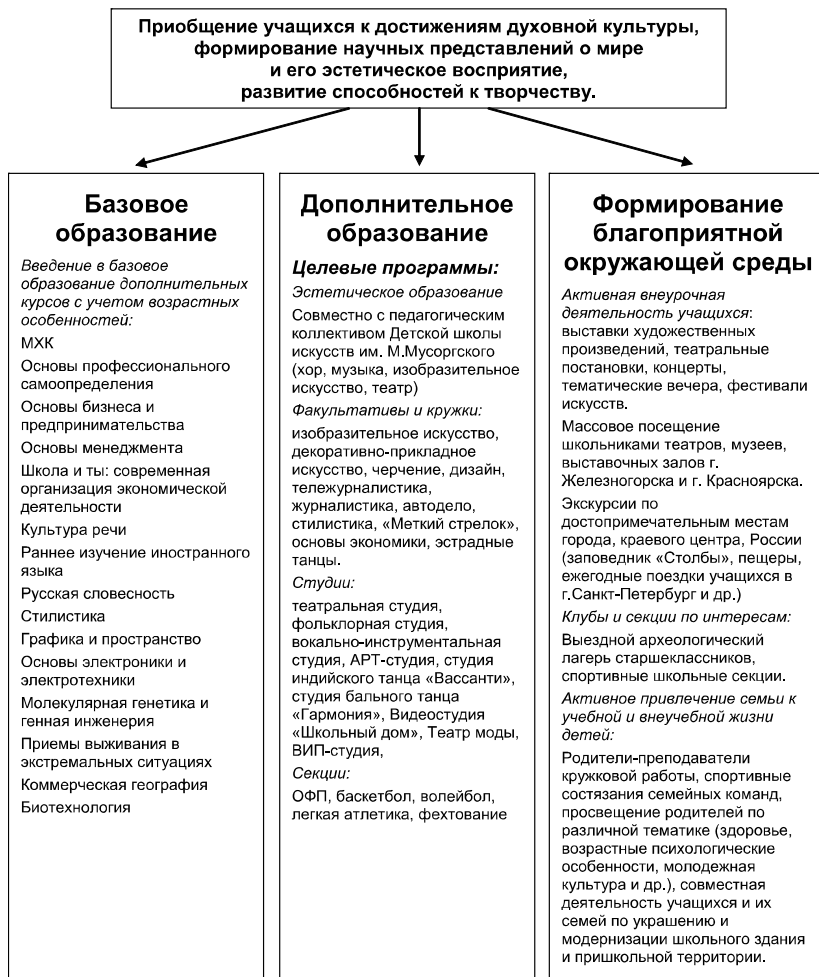 Приобщение учащихся к достижениям духовной культуры,
формирование научных представлений о мире
и его эстетическое восприятие,
развитие способностей к творчеству.
Базовое
образование
Введение в базовое
образование дополнительных
курсов с учетом возрастных
особенностей:
МХК
Основы профессионального
самоопределения
Основы бизнеса и
предпринимательства
Основы менеджмента
Школа и ты: современная
организация экономической
деятельности
Культура речи
Раннее изучение иностранного
языка
Русская словесность
Стилистика
Графика и пространство
Основы электроники и
электротехники
Молекулярная генетика и
генная инженерия
Приемы выживания в
экстремальных ситуациях
Коммерческая география
Биотехнология
Дополнительное
образование
Целевые программы:
Эстетическое образование
Совместно с педагогическим
коллективом Детской школы
искусств им. М.Мусоргского
(хор, музыка, изобразительное
искусство, театр)
Факультативы и кружки:
изобразительное искусство,
декоративно-прикладное
искусство, черчение, дизайн,
тележурналистика,
журналистика, автодело,
стилистика, «Меткий стрелок»,
основы экономики, эстрадные
танцы.
Студии:
театральная студия,
фольклорная студия,
вокально-инструментальная
студия, АРТ-студия, студия
индийского танца «Вассанти»,
студия бального танца
«Гармония», Видеостудия
«Школьный дом», Театр моды,
ВИП-студия,
Секции:
ОФП, баскетбол, волейбол,
легкая атлетика, фехтование
Формирование
благоприятной
окружающей среды
Активная внеурочная
деятельность учащихся:
выставки художественных
произведений, театральные
постановки, концерты,
тематические вечера, фестивали
искусств.
Массовое посещение
школьниками театров, музеев,
выставочных залов г.
Железногорска и г. Красноярска.
Экскурсии по
достопримечательным местам
города, краевого центра, России
(заповедник «Столбы», пещеры,
ежегодные поездки учащихся в
г.Санкт-Петербург и др.)
Клубы и секции по интересам:
Выездной археологический
лагерь старшеклассников,
спортивные школьные секции.
Активное привлечение семьи к
учебной и внеучебной жизни
детей:
Родители-преподаватели
кружковой работы, спортивные
состязания семейных команд,
просвещение родителей по
различной тематике (здоровье,
возрастные психологические
особенности, молодежная
культура и др.), совместная
деятельность учащихся и их
семей по украшению и
модернизации школьного здания
и пришкольной территории.